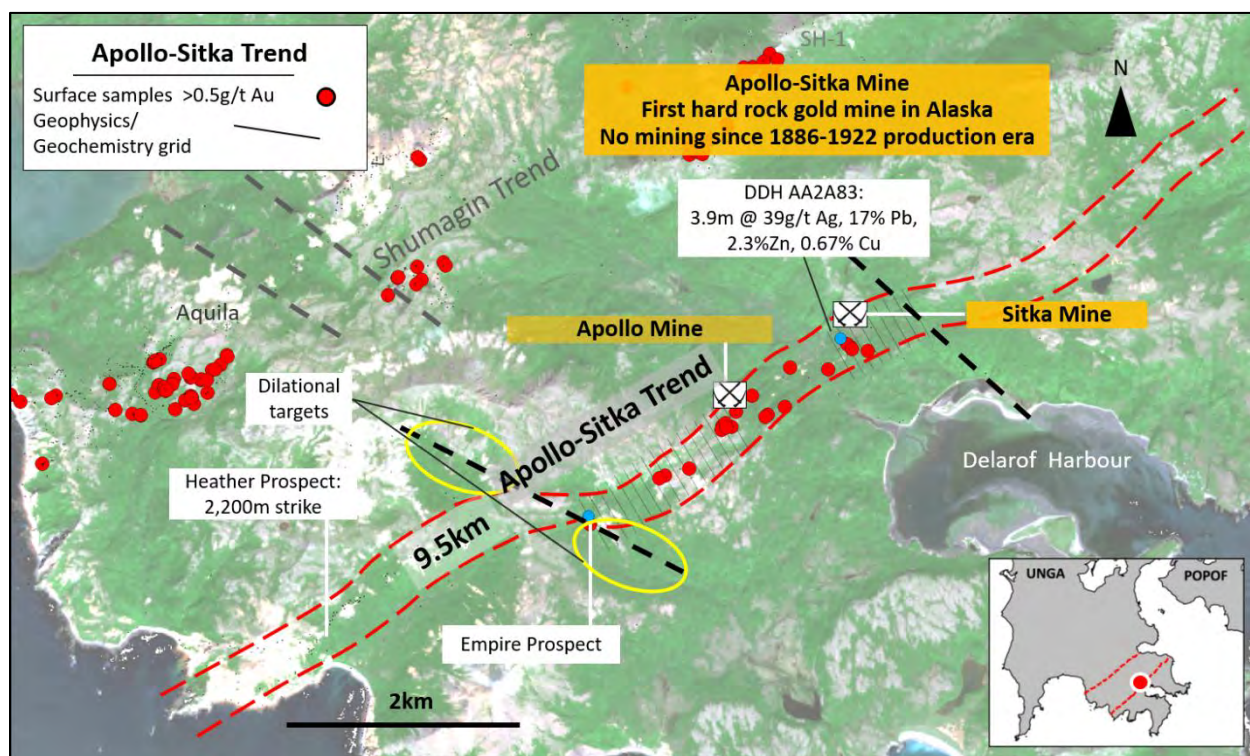 Apollo-Sitka Trend
Surface samples >0.5g/t Au
Geophysics/
Geochemistry grid
SH-1
Apollo-Sitka Mine
First hard rock gold mine in Alaska
No mining since 1886-1922 production era
N
DDH AA2A83:
3.9m @ 39g/t Ag, 17% Pb,
2.3%Zn, 0.67% Cu
Shumagin Trend
Aquila
Apollo Mine
Sitka Mine
Dilational
targets
Apollo-Sitka Trend
Delarof Harbour
Heather Prospect:
2,200m strike
9.5km
Empire Prospect
2km
UNGA
POPOF